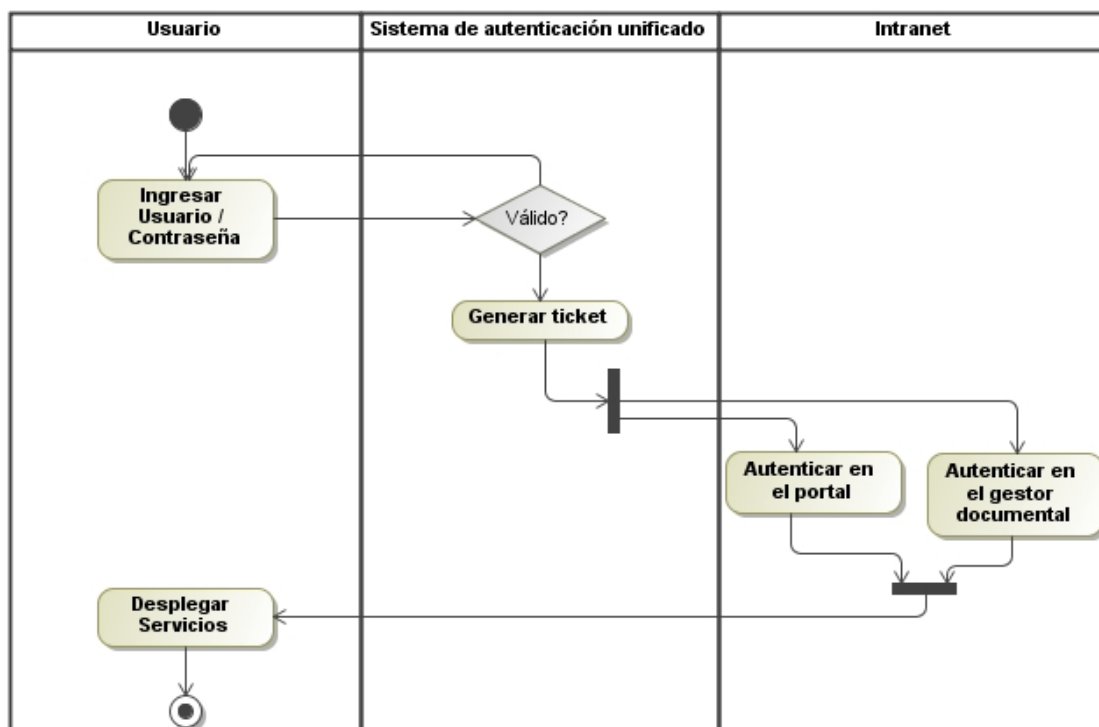 Usuario
Sistema de autenticación unificado
Intranet
Ingresar
Usuario /
Contraseña
Válido?
Generar ticket
Autenticar en
el portal
Autenticar en
el gestor
documental
Desplegar
Servicios